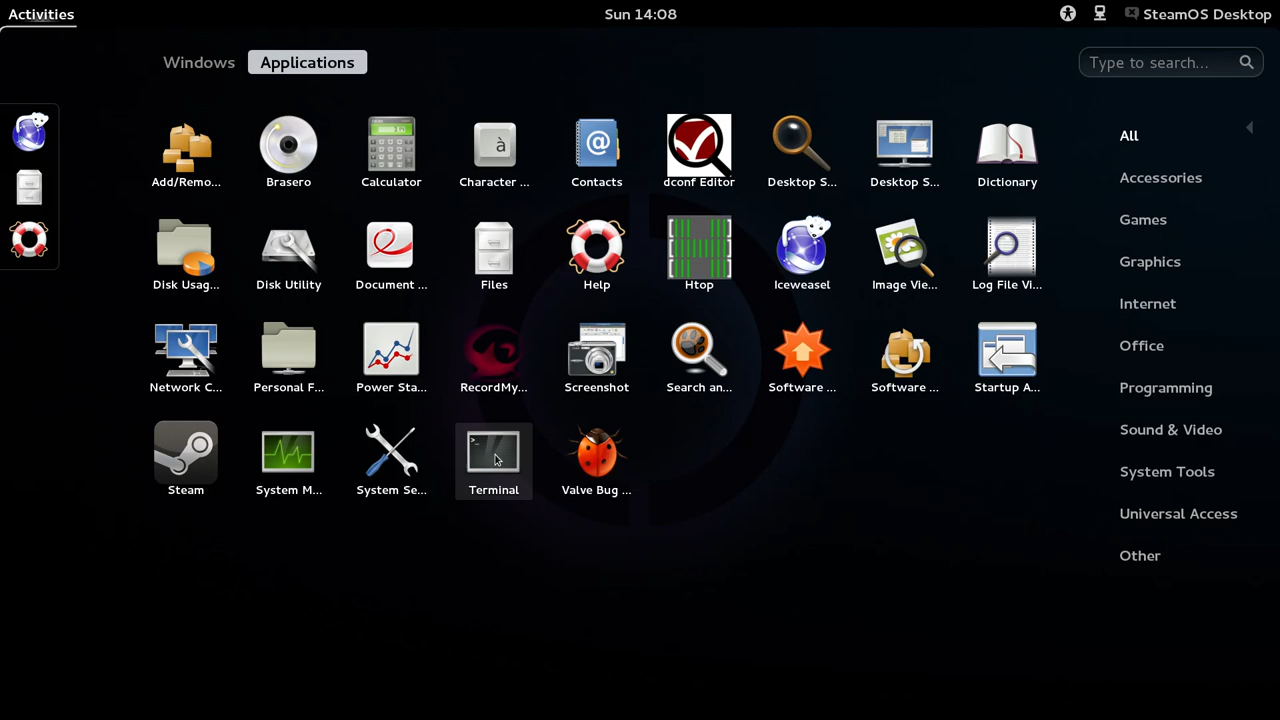 Activities
Sun 14:08
SteamOS Desktop
Windows
Applications
Type to search...
Add/Remo...
Brasero
Calculator
Character ...
Contacts
dconf Editor
Desktop S...
Desktop S...
Dictionary
Disk Usag...
Disk Utility
Document ...
Files
Help
Htop
Iceweasel
Image Vie...
Log File Vi...
Network C...
Personal F...
Power Sta...
RecordMy...
Screenshot
Search an...
Software ...
Software ...
Startup A...
Steam
System M...
System Se...
Terminal
Valve Bug ...
All
Accessories
Games
Graphics
Internet
Office
Programming
Sound & Video
System Tools
Universal Access
Other